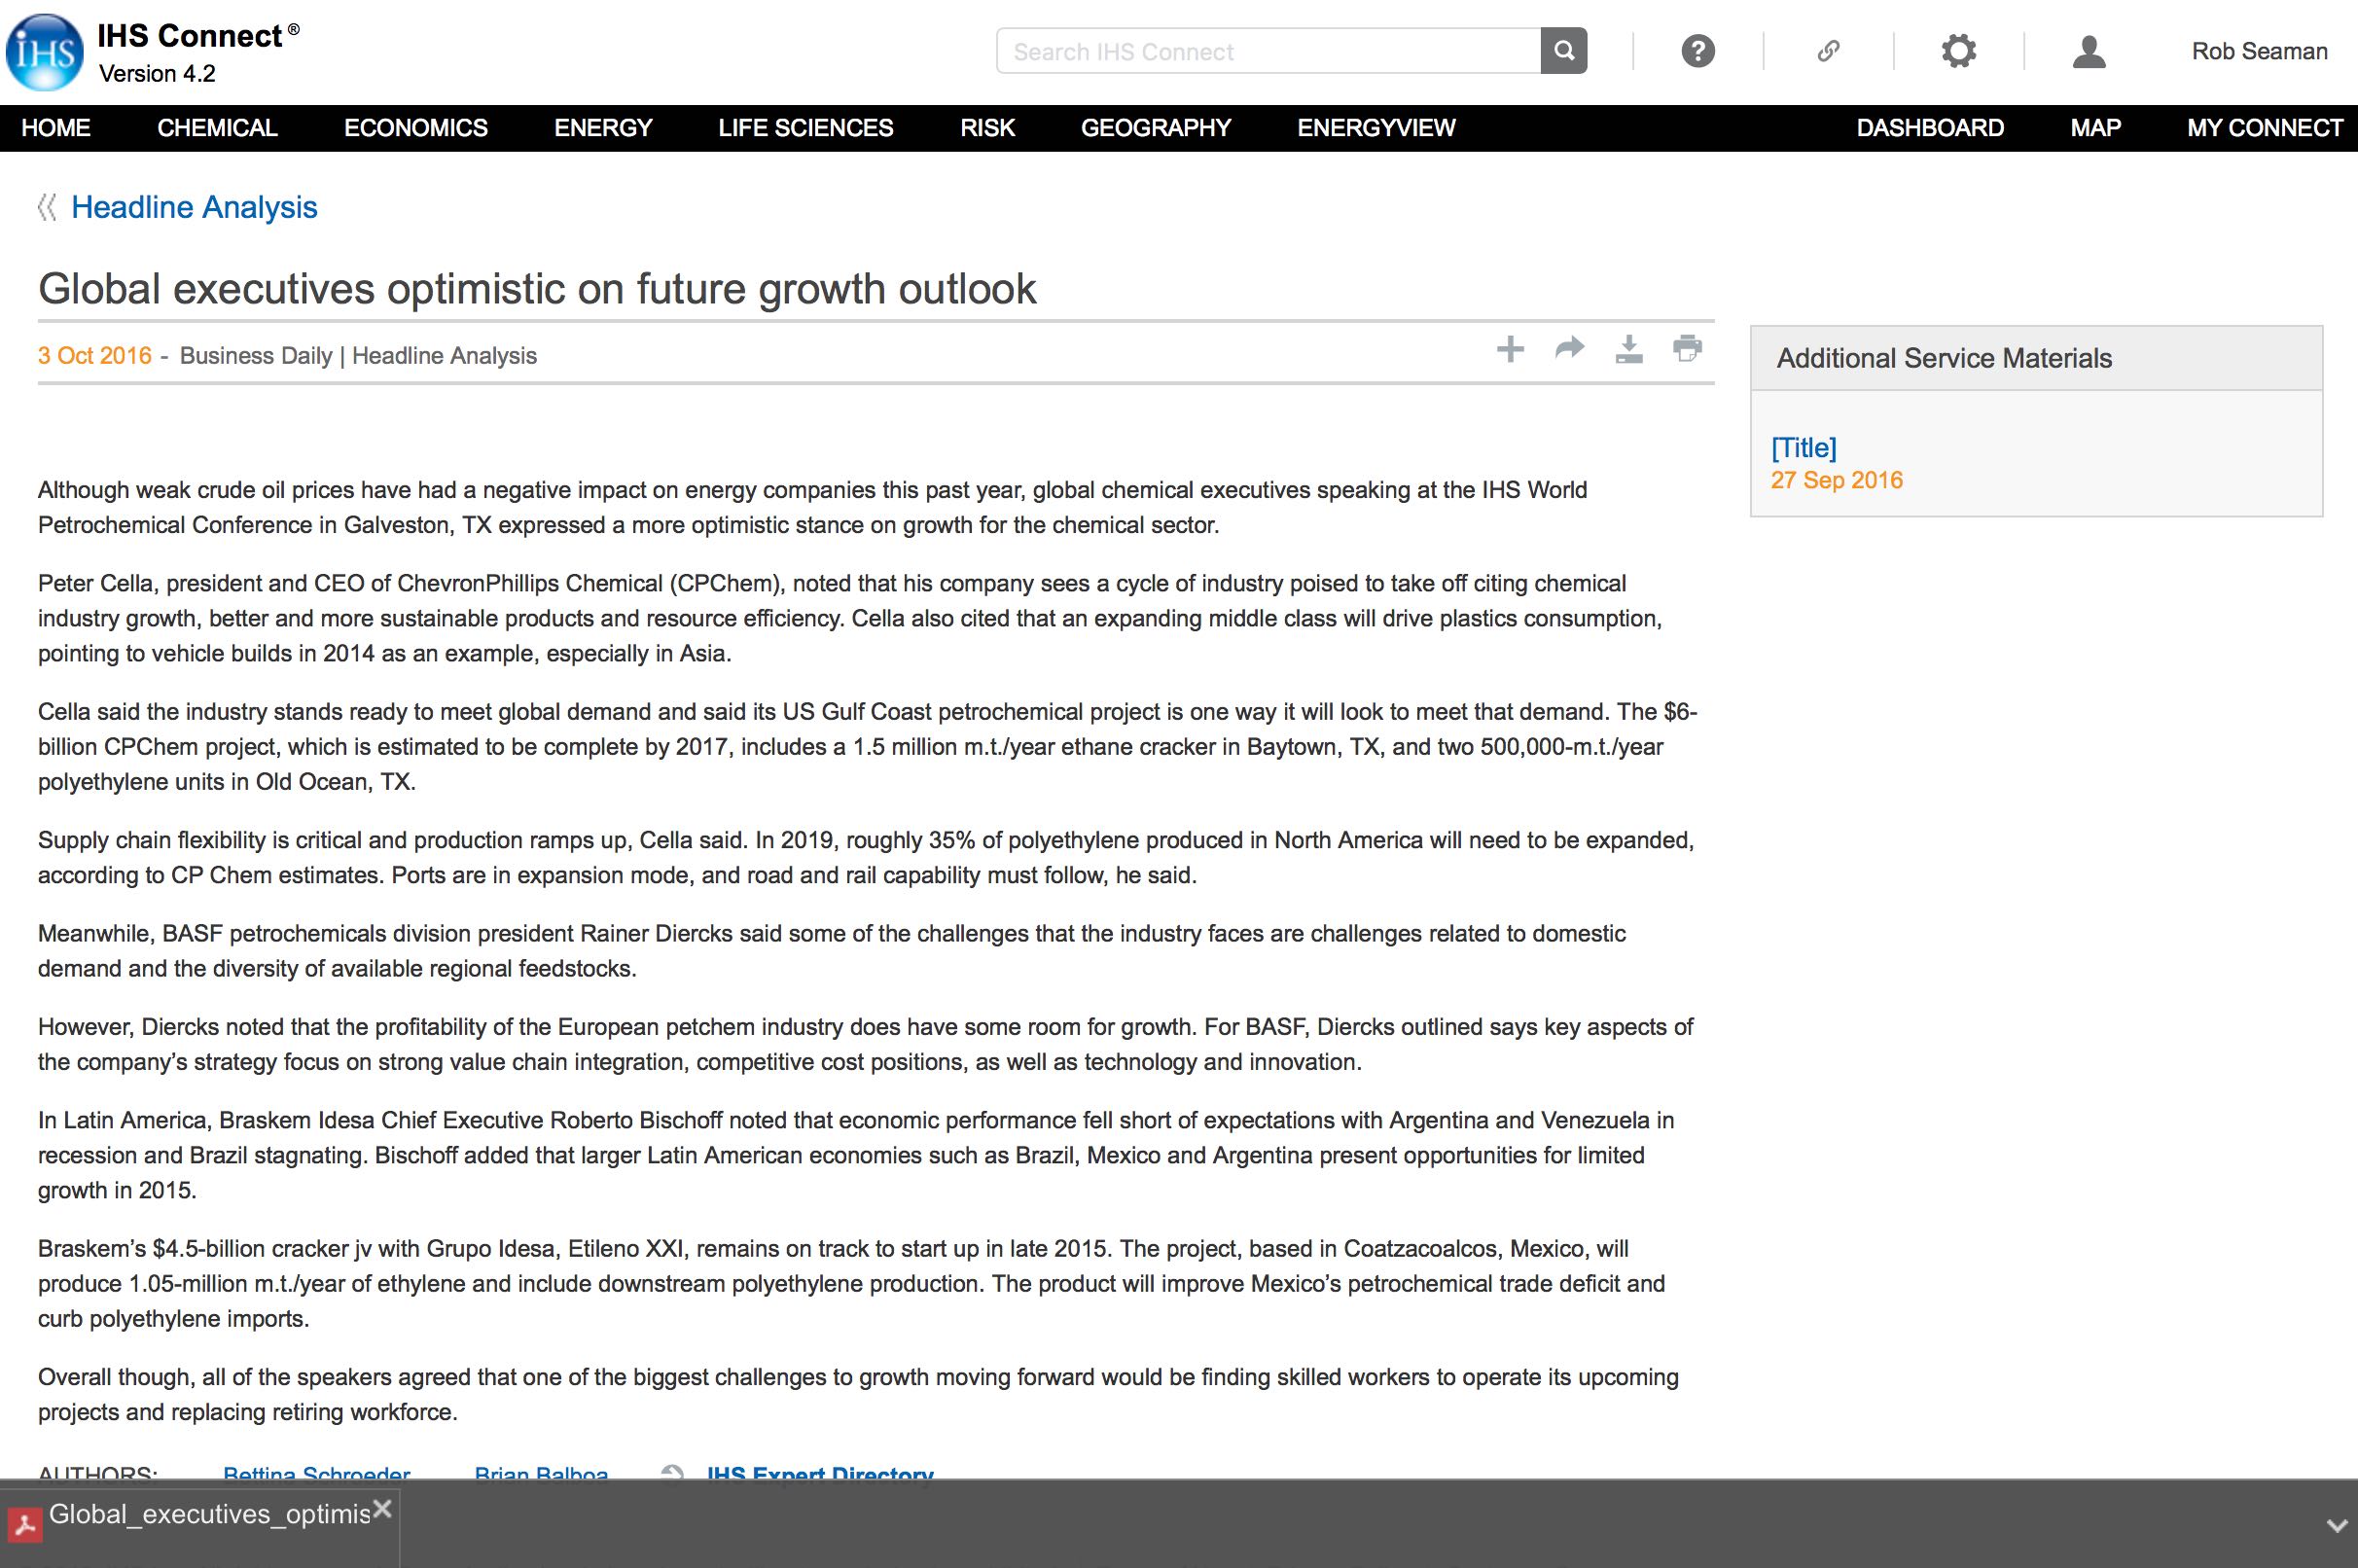 iHS
IHS Connect ®
Version 4.2
Search IHS Connect
?
Rob Seaman
HOME CHEMICAL ECONOMICS ENERGY LIFE SCIENCES RISK GEOGRAPHY ENERGYVIEW DASHBOARD MAP MY CONNECT
Headline Analysis
Global executives optimistic on future growth outlook
3 Oct 2016 - Business Daily | Headline Analysis
Although weak crude oil prices have had a negative impact on energy companies this past year, global chemical executives speaking at the IHS World
Petrochemical Conference in Galveston, TX expressed a more optimistic stance on growth for the chemical sector.
Peter Cella, president and CEO of ChevronPhillips Chemical (CPChem), noted that his company sees a cycle of industry poised to take off citing chemical
industry growth, better and more sustainable products and resource efficiency. Cella also cited that an expanding middle class will drive plastics consumption,
pointing to vehicle builds in 2014 as an example, especially in Asia.
Cella said the industry stands ready to meet global demand and said its US Gulf Coast petrochemical project is one way it will look to meet that demand. The $6-
billion CPChem project, which is estimated to be complete by 2017, includes a 1.5 million m.t./year ethane cracker in Baytown, TX, and two 500,000-m.t./year
polyethylene units in Old Ocean, TX.
Supply chain flexibility is critical and production ramps up, Cella said. In 2019, roughly 35% of polyethylene produced in North America will need to be expanded,
according to CP Chem estimates. Ports are in expansion mode, and road and rail capability must follow, he said.
Meanwhile, BASF petrochemicals division president Rainer Diercks said some of the challenges that the industry faces are challenges related to domestic
demand and the diversity of available regional feedstocks.
However, Diercks noted that the profitability of the European petchem industry does have some room for growth. For BASF, Diercks outlined says key aspects of
the company's strategy focus on strong value chain integration, competitive cost positions, as well as technology and innovation.
In Latin America, Braskem Idesa Chief Executive Roberto Bischoff noted that economic performance fell short of expectations with Argentina and Venezuela in
recession and Brazil stagnating. Bischoff added that larger Latin American economies such as Brazil, Mexico and Argentina present opportunities for limited
growth in 2015.
Braskem's $4.5-billion cracker jv with Grupo Idesa, Etileno XXI, remains on track to start up in late 2015. The project, based in Coatzacoalcos, Mexico, will
produce 1.05-million m.t./year of ethylene and include downstream polyethylene production. The product will improve Mexico's petrochemical trade deficit and
curb polyethylene imports.
Overall though, all of the speakers agreed that one of the biggest challenges to growth moving forward would be finding skilled workers to operate its upcoming
projects and replacing retiring workforce.
AUTHORS: Bettina Schroeder Brian Balboa IHS Expert Directory
Additional Service Materials
[Title]
27 Sep 2016
Global_executives_optimis